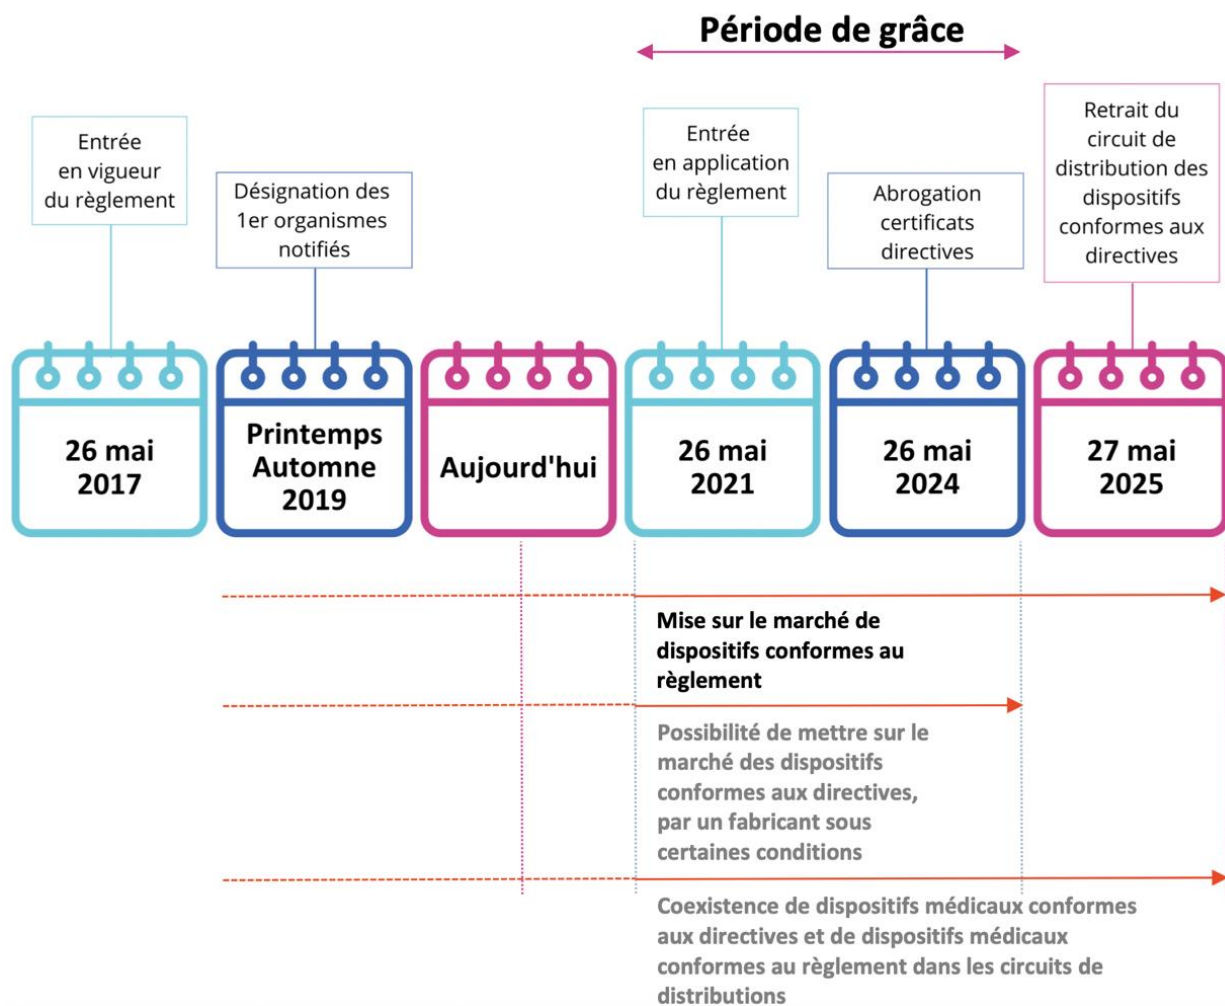 Période de grâce
Entrée
en vigueur
du règlement
Désignation des
1er organismes
notifiés
Entrée
en application
du règlement
Abrogation
certificats
directives
Retrait du
circuit de
distribution des
dispositifs
conformes aux
directives
26 mai
2017
Printemps
Automne
2019
Aujourd'hui
26 mai
2021
26 mai
2024
27 mai
2025
Mise sur le marché de
dispositifs conformes au
règlement
Possibilité de mettre sur le
marché des dispositifs
conformes aux directives,
par un fabricant sous
certaines conditions
Coexistence de dispositifs médicaux conformes
aux directives et de dispositifs médicaux
conformes au règlement dans les circuits de
distributions